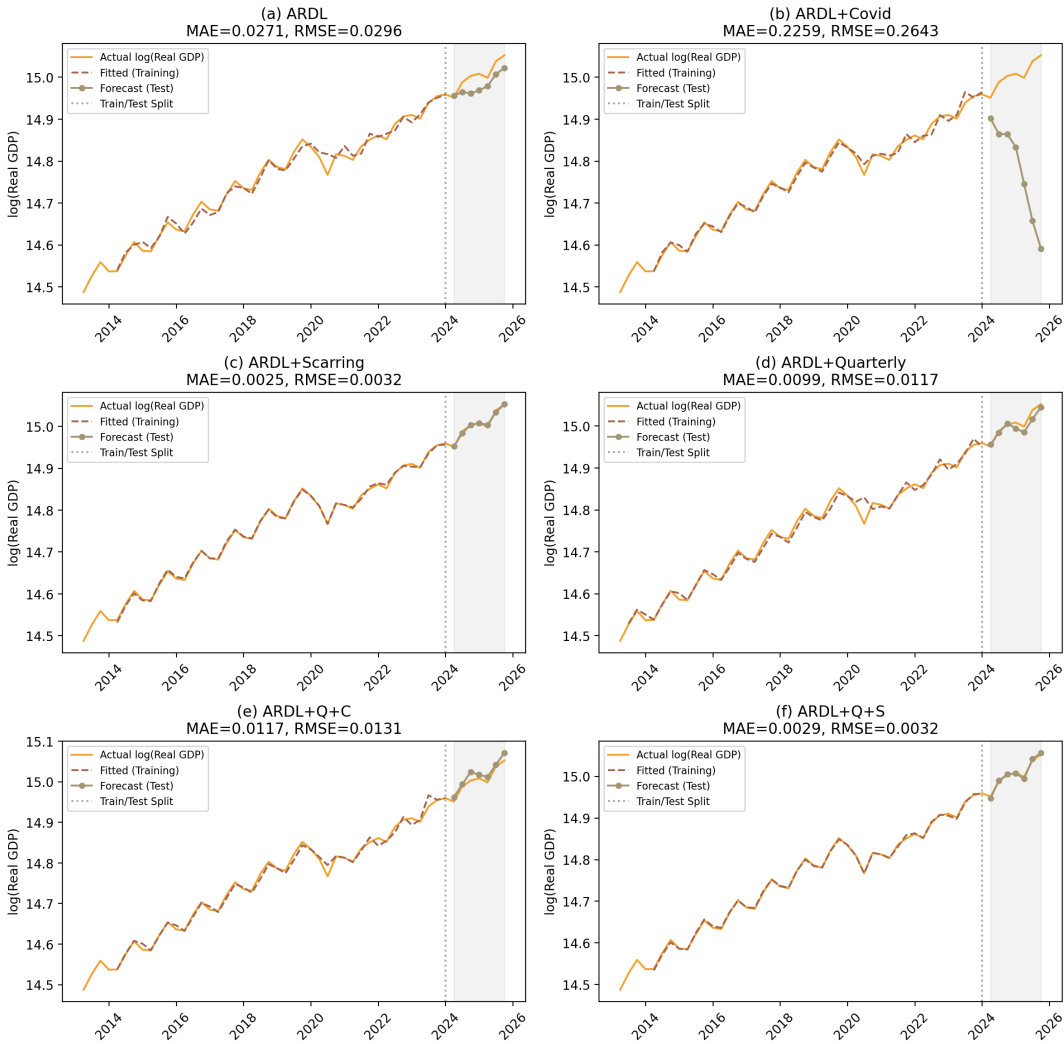 (a) ARDL
MAE=0.0271, RMSE=0.0296
Actual log(Real GDP)
Fitted (Training)
Forecast (Test)
Train/Test Split
log(Real GDP)
15.0
14.9
14.8
14.7
14.6
14.5
2014
2016
2018
2020
2022
2024
2026
(b) ARDL+Covid
MAE=0.2259, RMSE=0.2643
Actual log(Real GDP)
Fitted (Training)
Forecast (Test)
Train/Test Split
log(Real GDP)
15.0
14.9
14.8
14.7
14.6
14.5
2014
2016
2018
2020
2022
2024
2026
(c) ARDL+Scarring
MAE=0.0025, RMSE=0.0032
Actual log(Real GDP)
Fitted (Training)
Forecast (Test)
Train/Test Split
log(Real GDP)
15.0
14.9
14.8
14.7
14.6
14.5
2014
2016
2018
2020
2022
2024
2026
(d) ARDL+Quarterly
MAE=0.0099, RMSE=0.0117
Actual log(Real GDP)
Fitted (Training)
Forecast (Test)
Train/Test Split
log(Real GDP)
15.0
14.9
14.8
14.7
14.6
14.5
2014
2016
2018
2020
2022
2024
2026
(e) ARDL+Q+C
MAE=0.0117, RMSE=0.0131
Actual log(Real GDP)
Fitted (Training)
Forecast (Test)
Train/Test Split
log(Real GDP)
15.1
15.0
14.9
14.8
14.7
14.6
14.5
2014
2016
2018
2020
2022
2024
2026
(f) ARDL+Q+S
MAE=0.0029, RMSE=0.0032
Actual log(Real GDP)
Fitted (Training)
Forecast (Test)
Train/Test Split
log(Real GDP)
15.0
14.9
14.8
14.7
14.6
14.5
2014
2016
2018
2020
2022
2024
2026